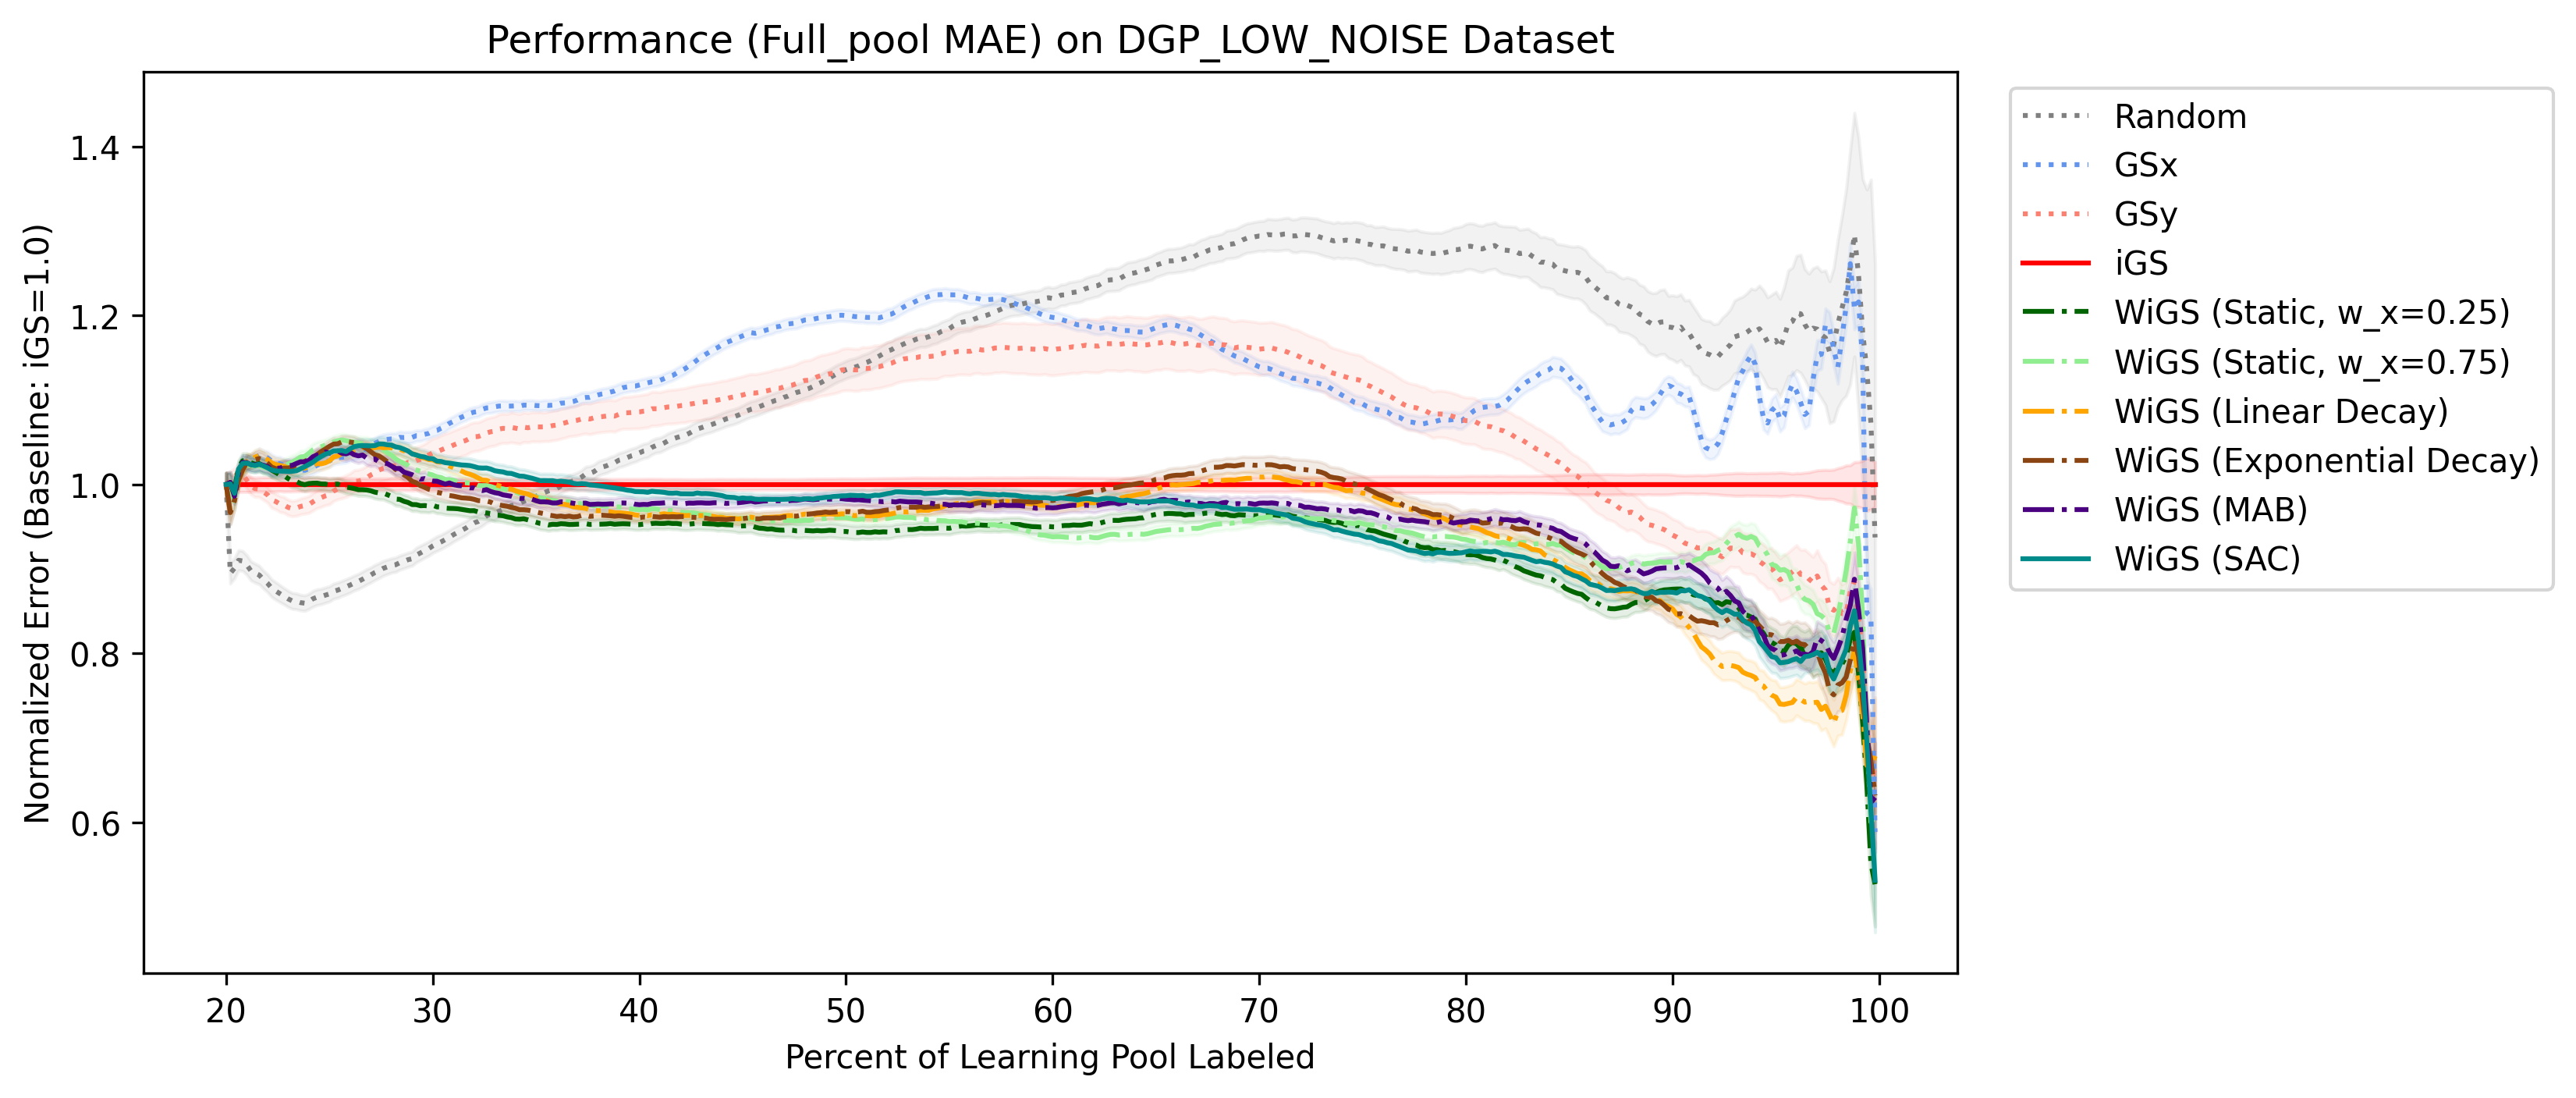 Performance (Full_pool MAE) on DGP_LOW_NOISE Dataset
Normalized Error (Baseline: iGS=1.0)
1.4
1.2
1.0
0.8
0.6
20 30 40 50 60 70 80 90 100
Percent of Learning Pool Labeled
Random
GSx
GSy
iGS
WiGS (Static, w_x=0.25)
WiGS (Static, w_x=0.75)
WiGS (Linear Decay)
WiGS (Exponential Decay)
WiGS (MAB)
WiGS (SAC)